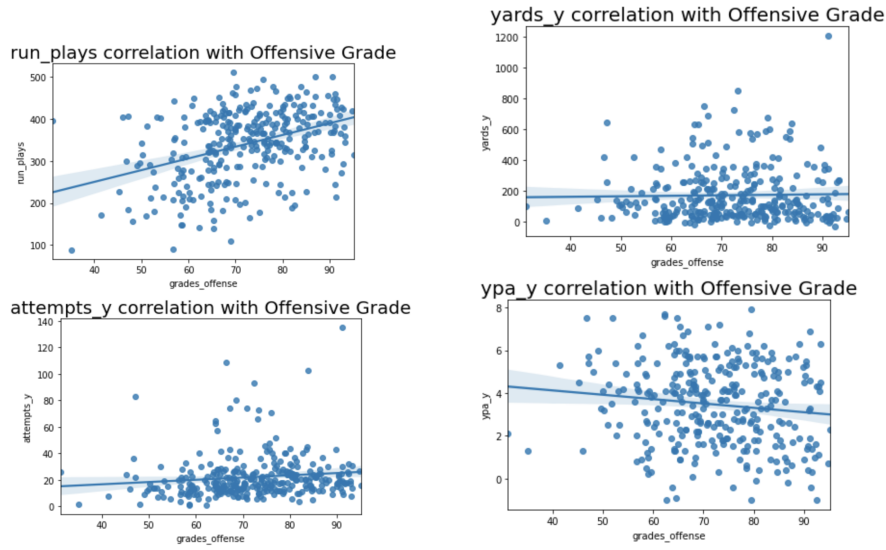 run_plays correlation with Offensive Grade
500
400
300
200
100
run_plays
40 50 60 70 80 90
grades_offense
yards_y correlation with Offensive Grade
1200
1000
800
600
400
200
0
yards_y
40 50 60 70 80 90
grades_offense
attempts_y correlation with Offensive Grade
140
120
100
80
60
40
20
0
attempts_y
40 50 60 70 80 90
grades_offense
ypa_y correlation with Offensive Grade
8
6
4
2
0
ypa_y
40 50 60 70 80 90
grades_offense